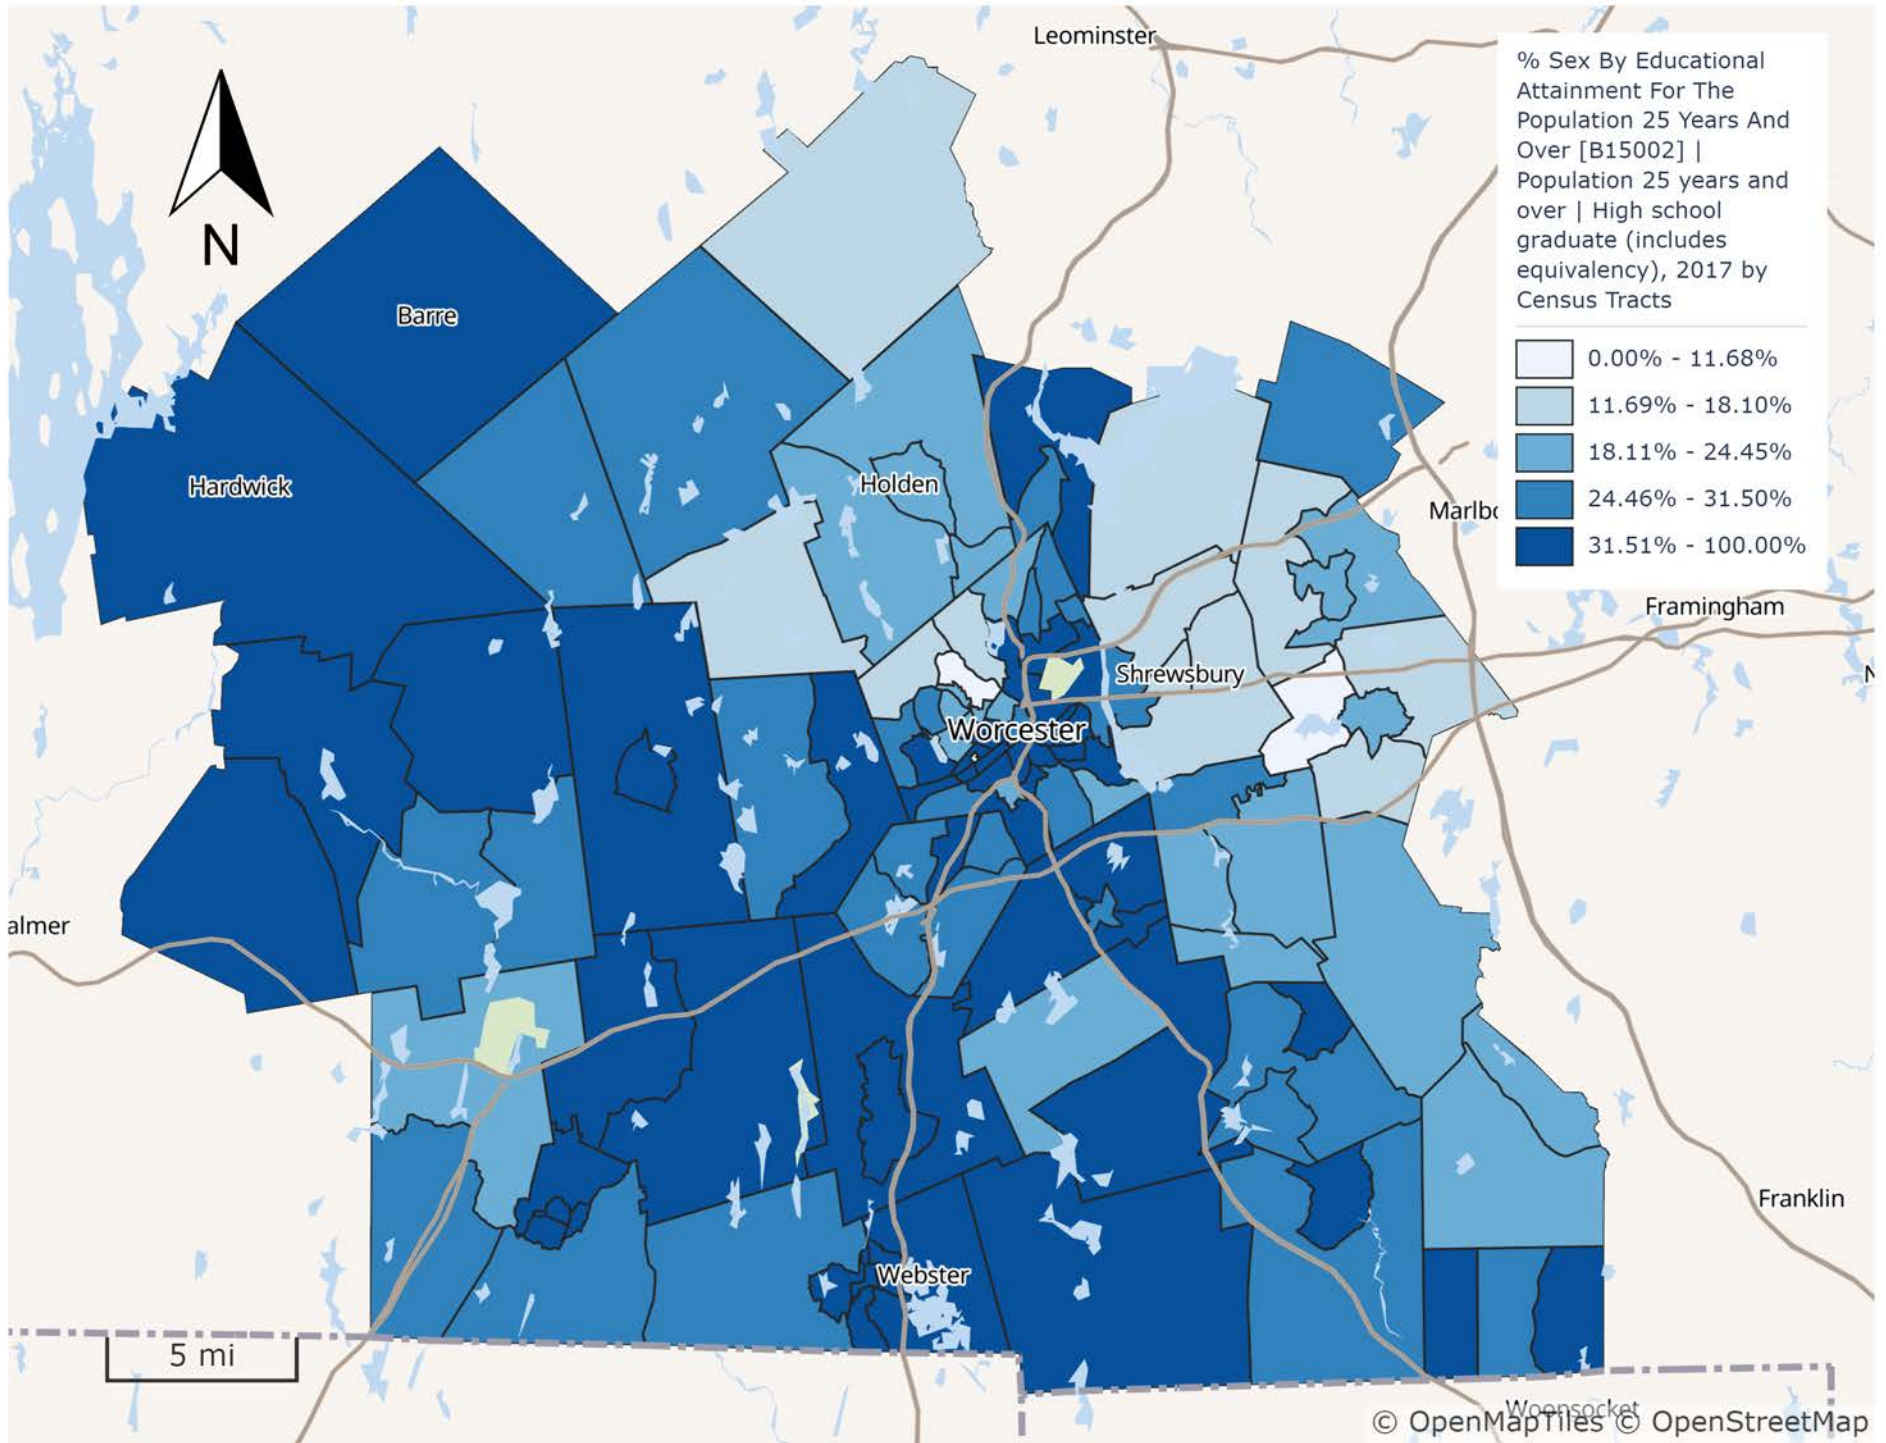 Leominster
% Sex By Educational
Attainment For The
Population 25 Years And
Over [B15002] |
Population 25 years and
over | High school
graduate (includes
equivalency), 2017 by
Census Tracts
0.00% - 11.68%
11.69% - 18.10%
18.11% - 24.45%
24.46% - 31.50%
31.51% - 100.00%
N
Barre
Hardwick
Holden
Marlbo
Framingham
Shrewsbury
N
Worcester
almer
Franklin
Webster
5 mi
Woonsocket
© OpenMapTiles © OpenStreetMap